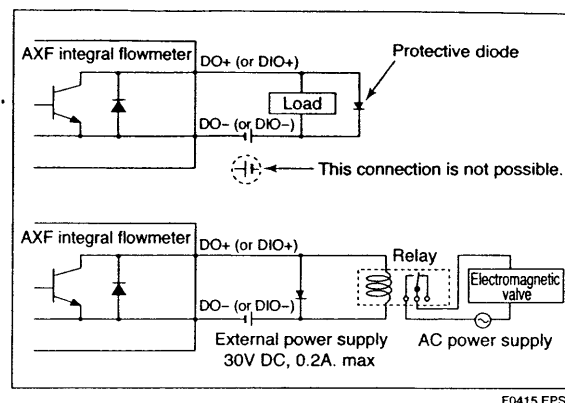 AXF integral flowmeter
DO+ (or DIO+)
Protective diode
Load
DO− (or DIO−)
This connection is not possible.
AXF integral flowmeter
DO+ (or DIO+)
Relay
Electromagnetic
valve
DO− (or DIO−)
External power supply
30V DC, 0.2A. max
AC power supply
F0415.EPS